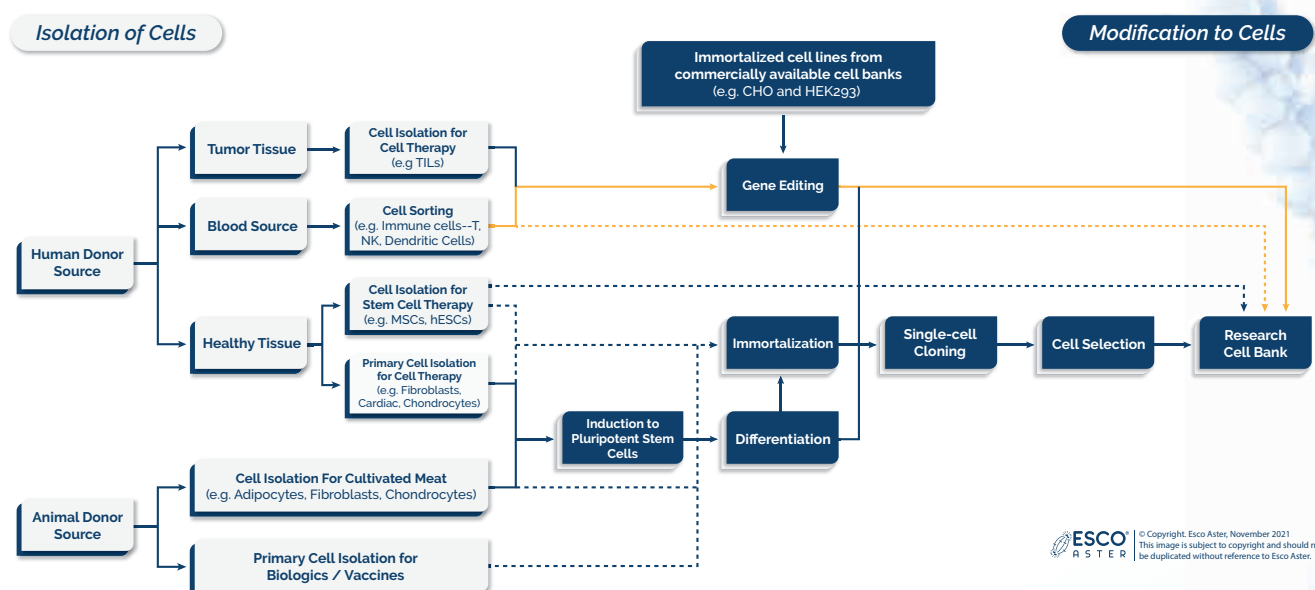 Isolation of Cells
Modification to Cells
Immortalized cell lines from
commercially available cell banks
(e.g. CHO and HEK293)
Tumor Tissue
Cell Isolation for
Cell Therapy
(e.g TILs)
Gene Editing
Blood Source
Cell Sorting
(e.g. Immune cells--T,
NK, Dendritic Cells)
Human Donor
Source
Healthy Tissue
Cell Isolation for
Stem Cell Therapy
(e.g. MSCs, hESCs)
Primary Cell Isolation
for Cell Therapy
(e.g. Fibroblasts,
Cardiac, Chondrocytes)
Immortalization
Single-cell
Cloning
Cell Selection
Research
Cell Bank
Induction to
Pluripotent Stem
Cells
Differentiation
Animal Donor
Source
Cell Isolation For Cultivated Meat
(e.g. Adipocytes, Fibroblasts, Chondrocytes)
Primary Cell Isolation for
Biologics / Vaccines
ESCO®
ASTER
© Copyright. Esco Aster, November 2021
This image is subject to copyright and should n
be duplicated without reference to Esco Aster.